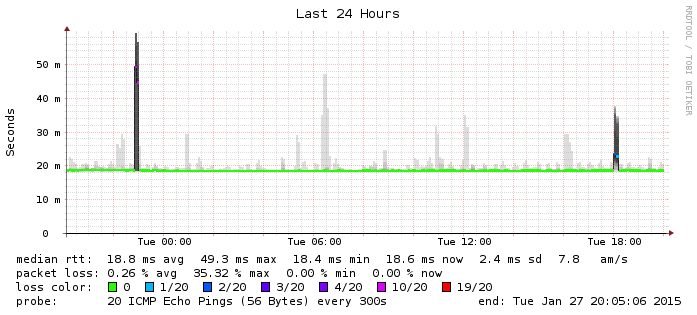 Last 24 Hours
RRDTOOL / TOBI OETIKER
Seconds
50 m
40 m
30 m
20 m
10 m
0
Tue 00:00 Tue 06:00 Tue 12:00 Tue 18:00
median rtt: 18.8 ms avg 49.3 ms max 18.4 ms min 18.6 ms now 2.4 ms sd 7.8 am/s
packet loss: 0.26 % avg 35.32 % max 0.00 % min 0.00 % now
loss color: 0 1/20 2/20 3/20 4/20 10/20 19/20
probe: 20 ICMP Echo Pings (56 Bytes) every 300s end: Tue Jan 27 20:05:06 2015